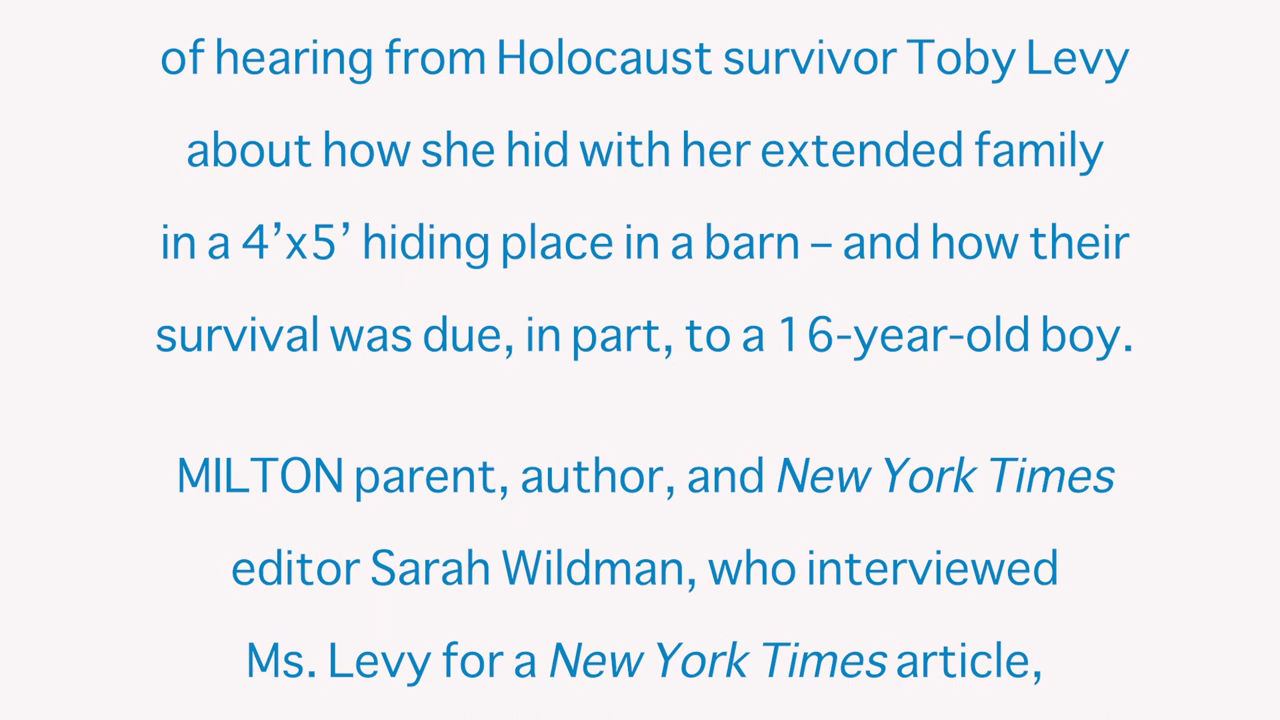 of hearing from Holocaust survivor Toby Levy
about how she hid with her extended family
in a 4’x5’ hiding place in a barn – and how their
survival was due, in part, to a 16-year-old boy.
MILTON parent, author, and New York Times
editor Sarah Wildman, who interviewed
Ms. Levy for a New York Times article,